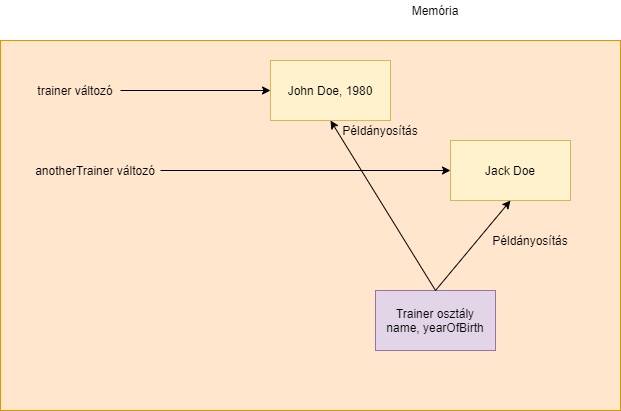 Memória
trainer változó
John Doe, 1980
Példányosítás
anotherTrainer változó
Jack Doe
Példányosítás
Trainer osztály
name, yearOfBirth